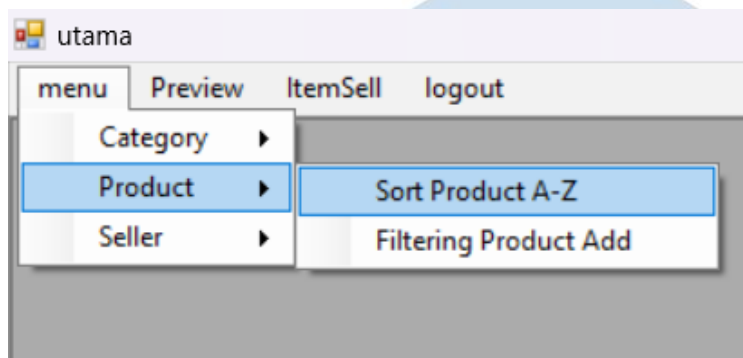 utama
menu Preview ItemSell logout
Category
Product
Sort Product A-Z
Seller
Filtering Product Add